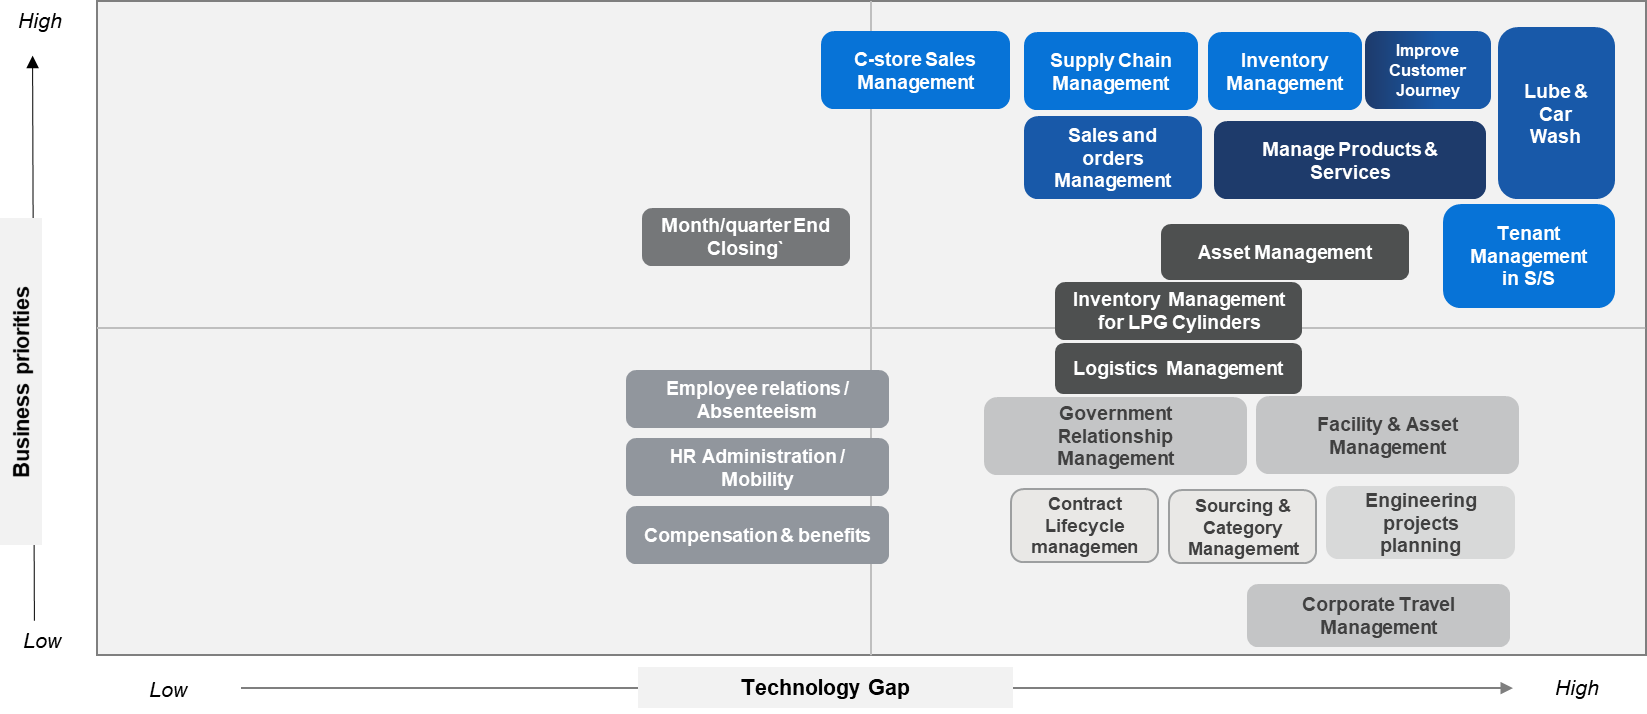 High
C-store Sales
Management
Supply Chain
Management
Inventory
Management
Improve
Customer
Journey
Lube &
Car
Wash
Sales and
orders
Management
Manage Products &
Services
Month/quarter End
Closing`
Asset Management
Tenant
Management
in S/S
Inventory Management
for LPG Cylinders
Logistics Management
Business priorities
Employee relations /
Absenteeism
HR Administration /
Mobility
Compensation & benefits
Government
Relationship
Management
Facility & Asset
Management
Contract
Lifecycle
managemen
Sourcing &
Category
Management
Engineering
projects
planning
Corporate Travel
Management
Low
Low
Technology Gap
High